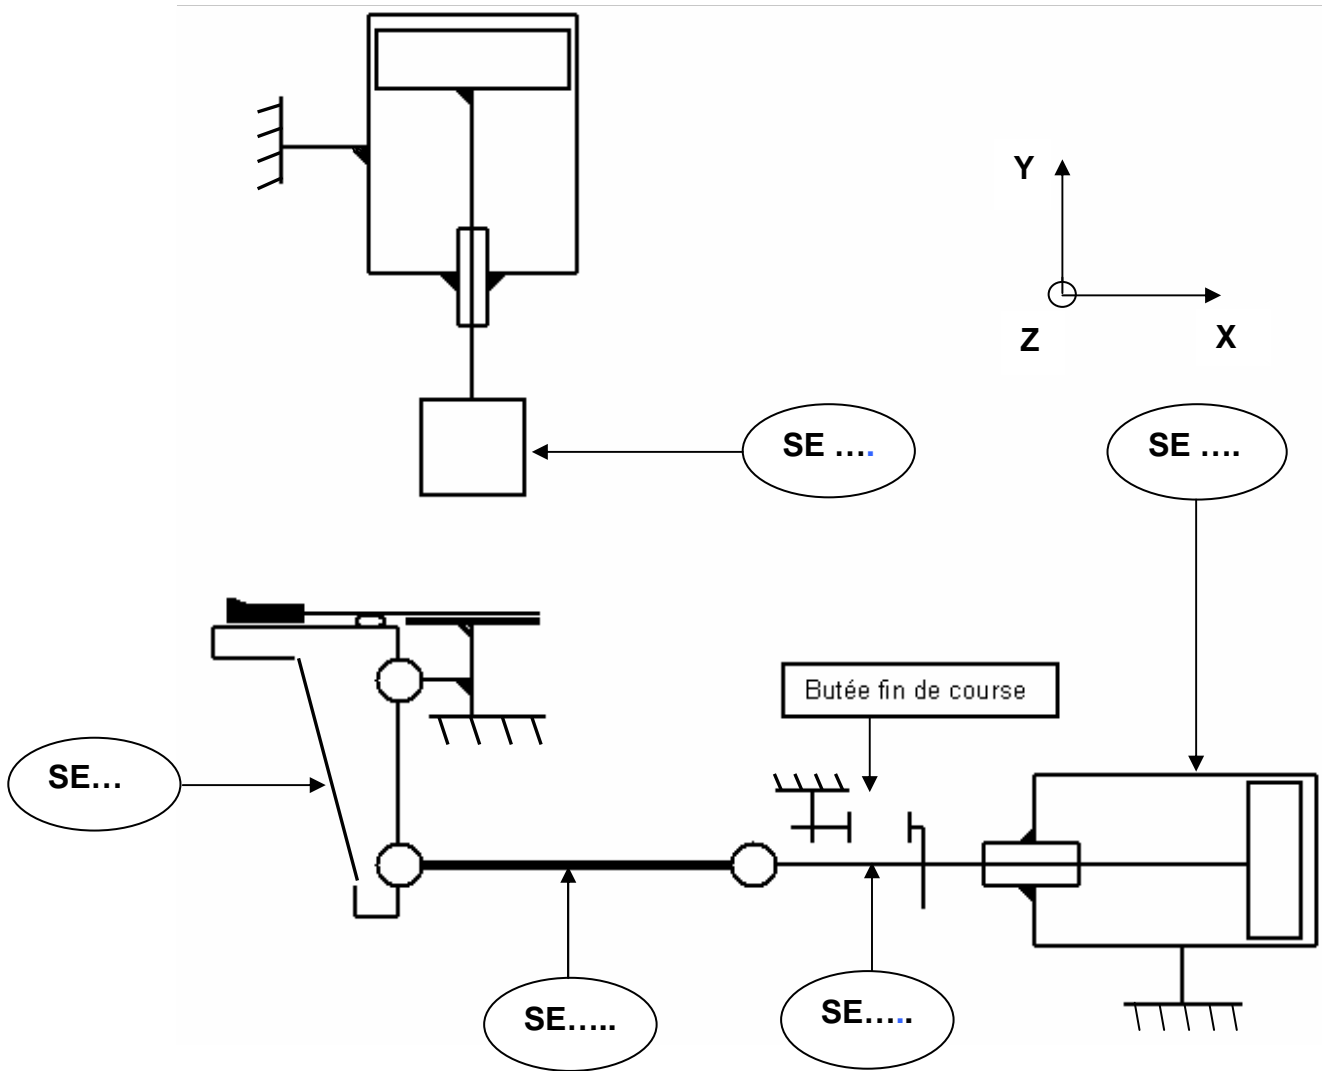 Y
Z
X
SE ….
SE ….
Butée fin de course
SE…
SE…..
SE…..